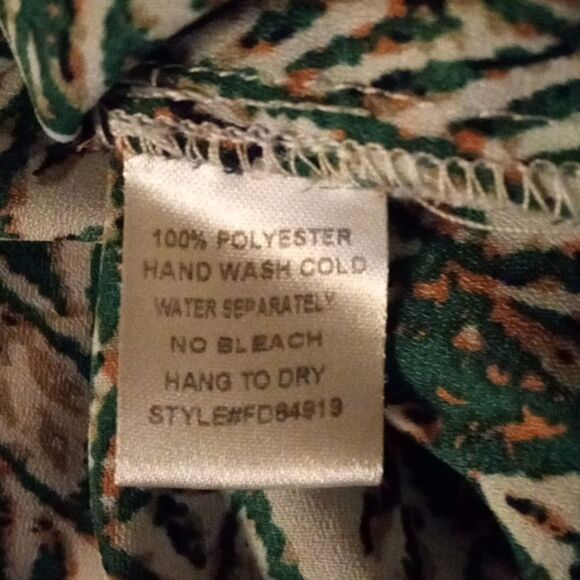 100% POLYESTER
HAND WASH COLD
WATER SEPARATELY
NO BLEACH
HANG TO DRY
STYLE#FD64919